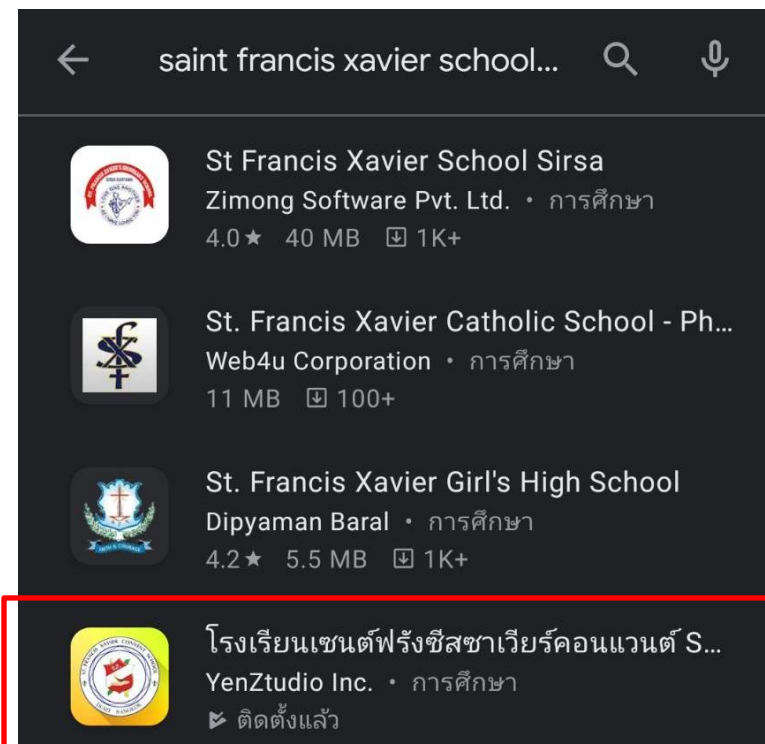 saint francis xavier school...
St Francis Xavier School Sirsa
Zimong Software Pvt. Ltd. • การศึกษา
4.0★ 40 MB 1K+
St. Francis Xavier Catholic School - Ph...
Web4u Corporation • การศึกษา
11 MB 100+
St. Francis Xavier Girl's High School
Dipyaman Baral • การศึกษา
4.2★ 5.5 MB 1K+
โรงเรียนเซนต์ฟรังซีสซาเวียร์คอนแวนต์ S...
YenZtudio Inc. • การศึกษา
ติดตั้งแล้ว